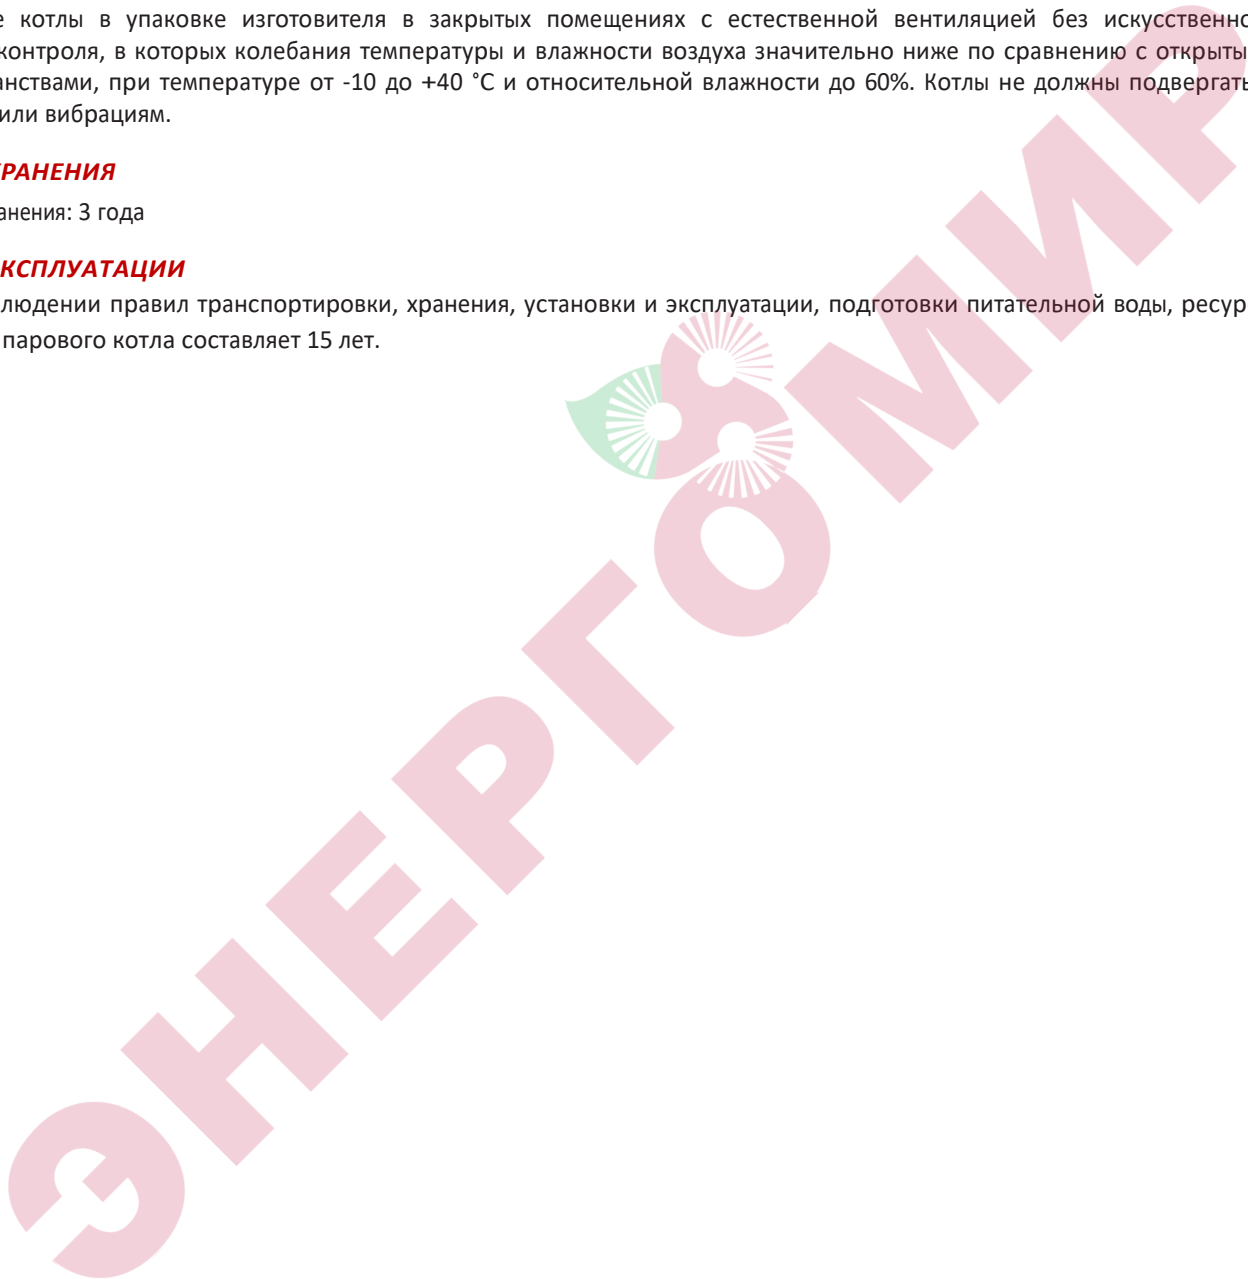 котлы в упаковке изготовителя в закрытых помещениях с естественной вентиляцией без искусственно
контроля, в которых колебания температуры и влажности воздуха значительно ниже по сравнению с открыты
анствами, при температуре от -10 до +40 °C и относительной влажности до 60%. Котлы не должны подвергать
или вибрациям.
РАНЕНИЯ
анения: 3 года
КСПЛУАТАЦИИ
людении правил транспортировки, хранения, установки и эксплуатации, подготовки питательной воды, ресур
парового котла составляет 15 лет.
ЭНЕРГОМИР